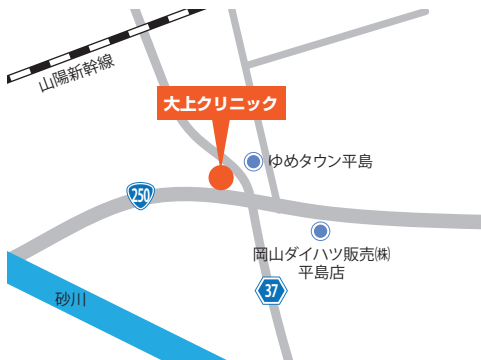 山陽新幹線
大上クリニック
ゆめタウン平島
250
岡山ダイハツ販売㈱
平島店
37
砂川